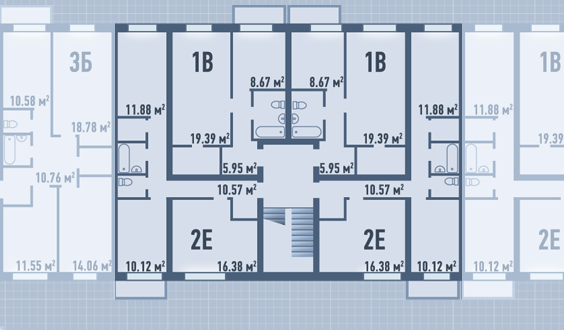 3Б 1В 1В 1В
8.67 м² 8.67 м²
10.58 м² 11.88 м² 11.88 м² 11.88 м²
18.78 м² 19.39 м² 19.39 м² 19.39
10.76 м² 5.95 м² 5.95 м²
10.57 м² 10.57 м²
2Е 2Е 2Е
11.55 м² 14.06 м² 10.12 м² 16.38 м² 16.38 м² 10.12 м² 10.12 м²